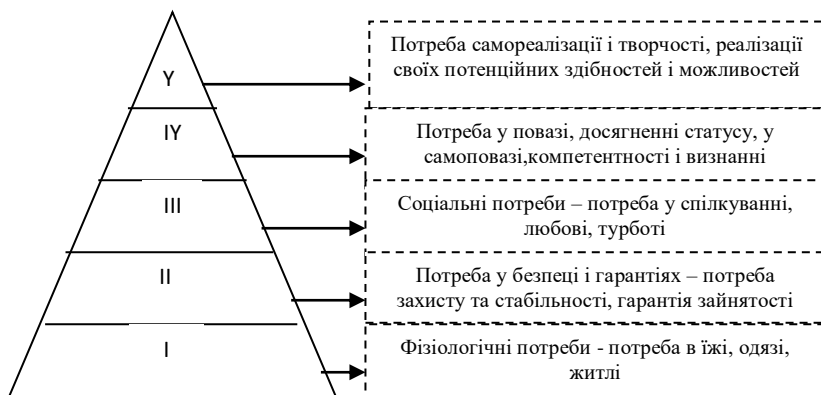 Y
Потреба самореалізації і творчості, реалізації
своїх потенційних здібностей і можливостей
IY
Потреба у повазі, досягненні статусу, у
самоповазі,компетентності і визнанні
III
Соціальні потреби – потреба у спілкуванні,
любові, турботі
II
Потреба у безпеці і гарантіях – потреба
захисту та стабільності, гарантія зайнятості
I
Фізіологічні потреби - потреба в їжі, одязі,
житлі